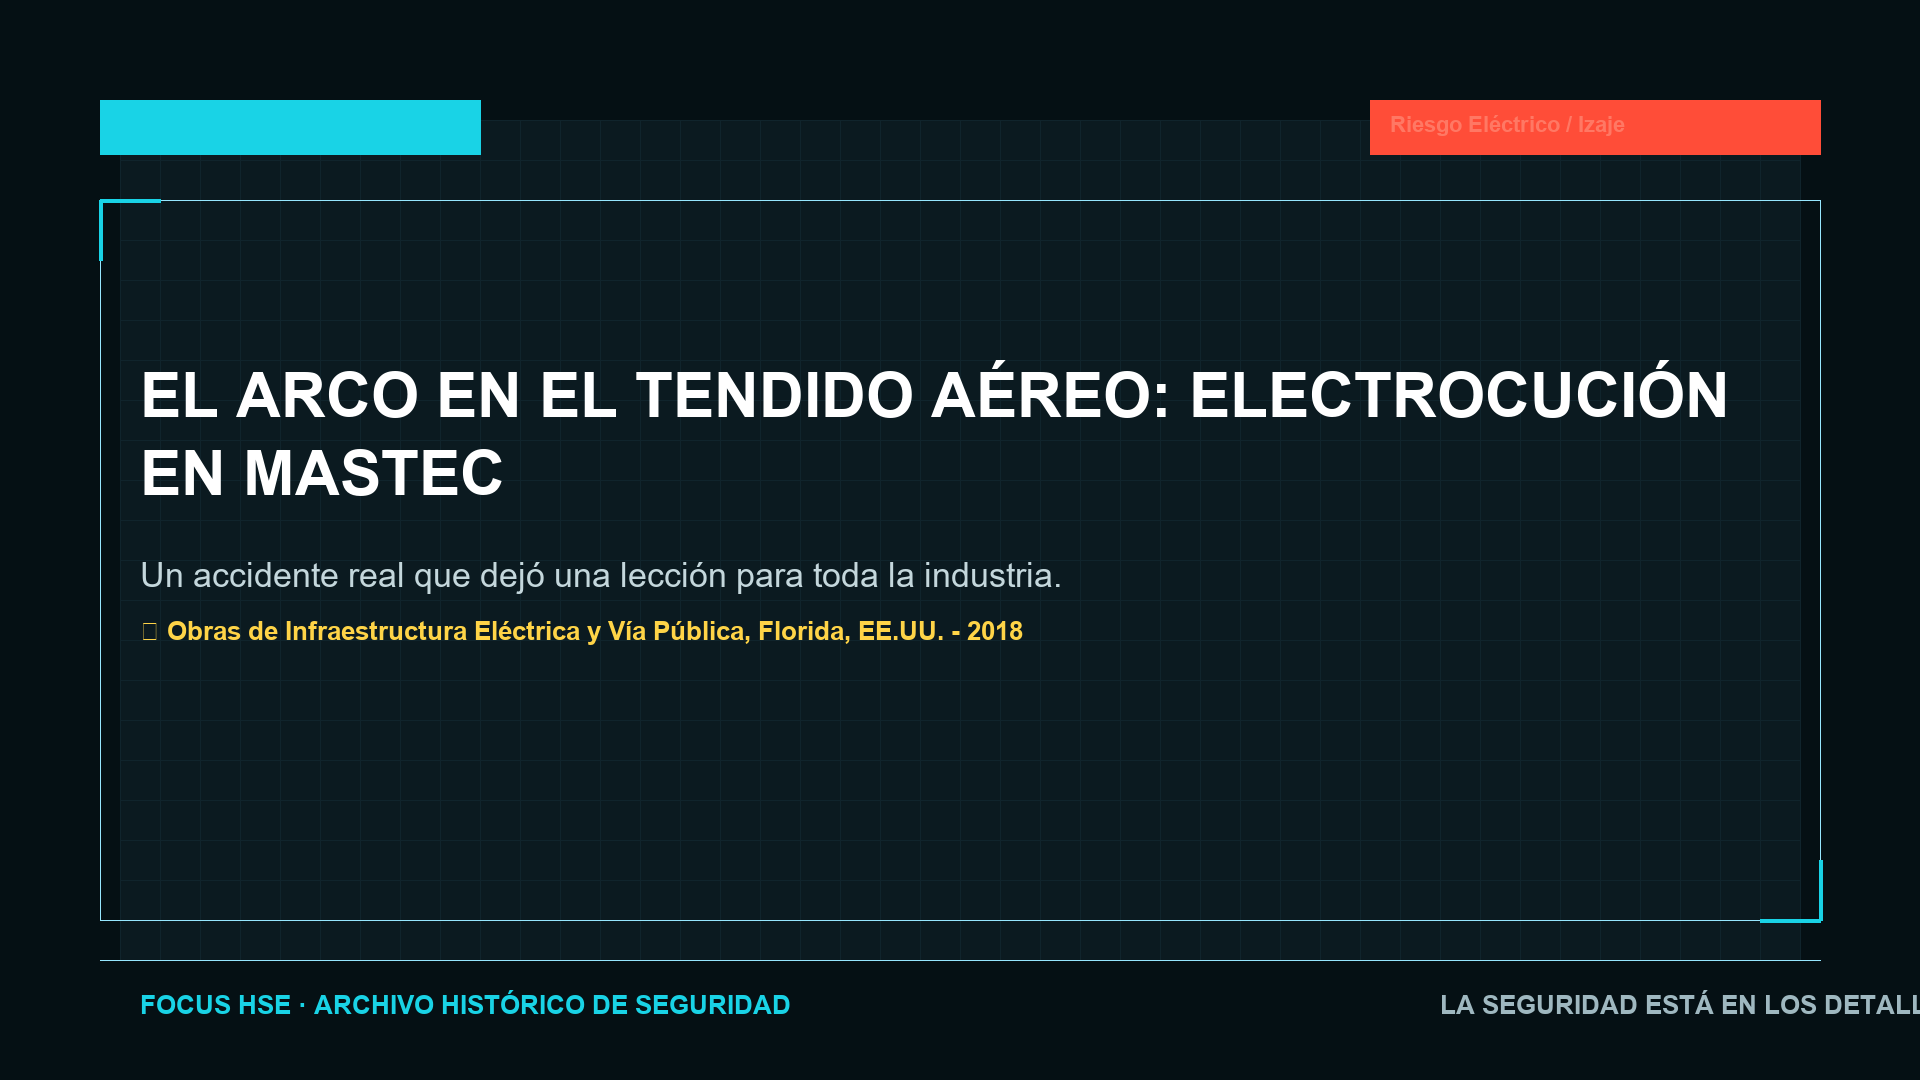 Riesgo Eléctrico / Izaje
EL ARCO EN EL TENDIDO AÉREO: ELECTROCUCIÓN
EN MASTEC
Un accidente real que dejó una lección para toda la industria.
Obras de Infraestructura Eléctrica y Vía Pública, Florida, EE.UU. - 2018
FOCUS HSE · ARCHIVO HISTÓRICO DE SEGURIDAD
LA SEGURIDAD ESTÁ EN LOS DETALL